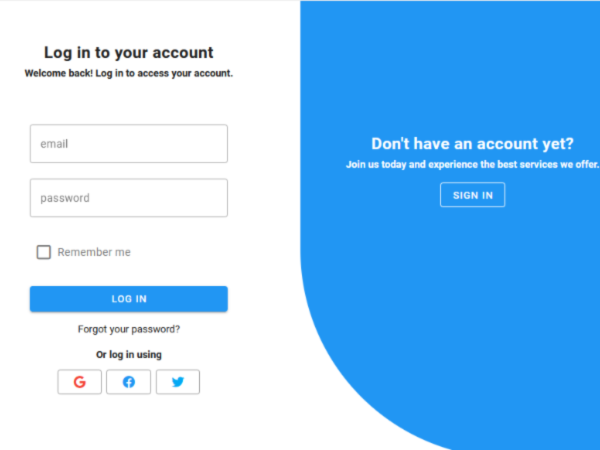 Log in to your account
Welcome back! Log in to access your account.
email
password
Remember me
LOG IN
Forgot your password?
Or log in using
Don't have an account yet?
Join us today and experience the best services we offer.
SIGN IN